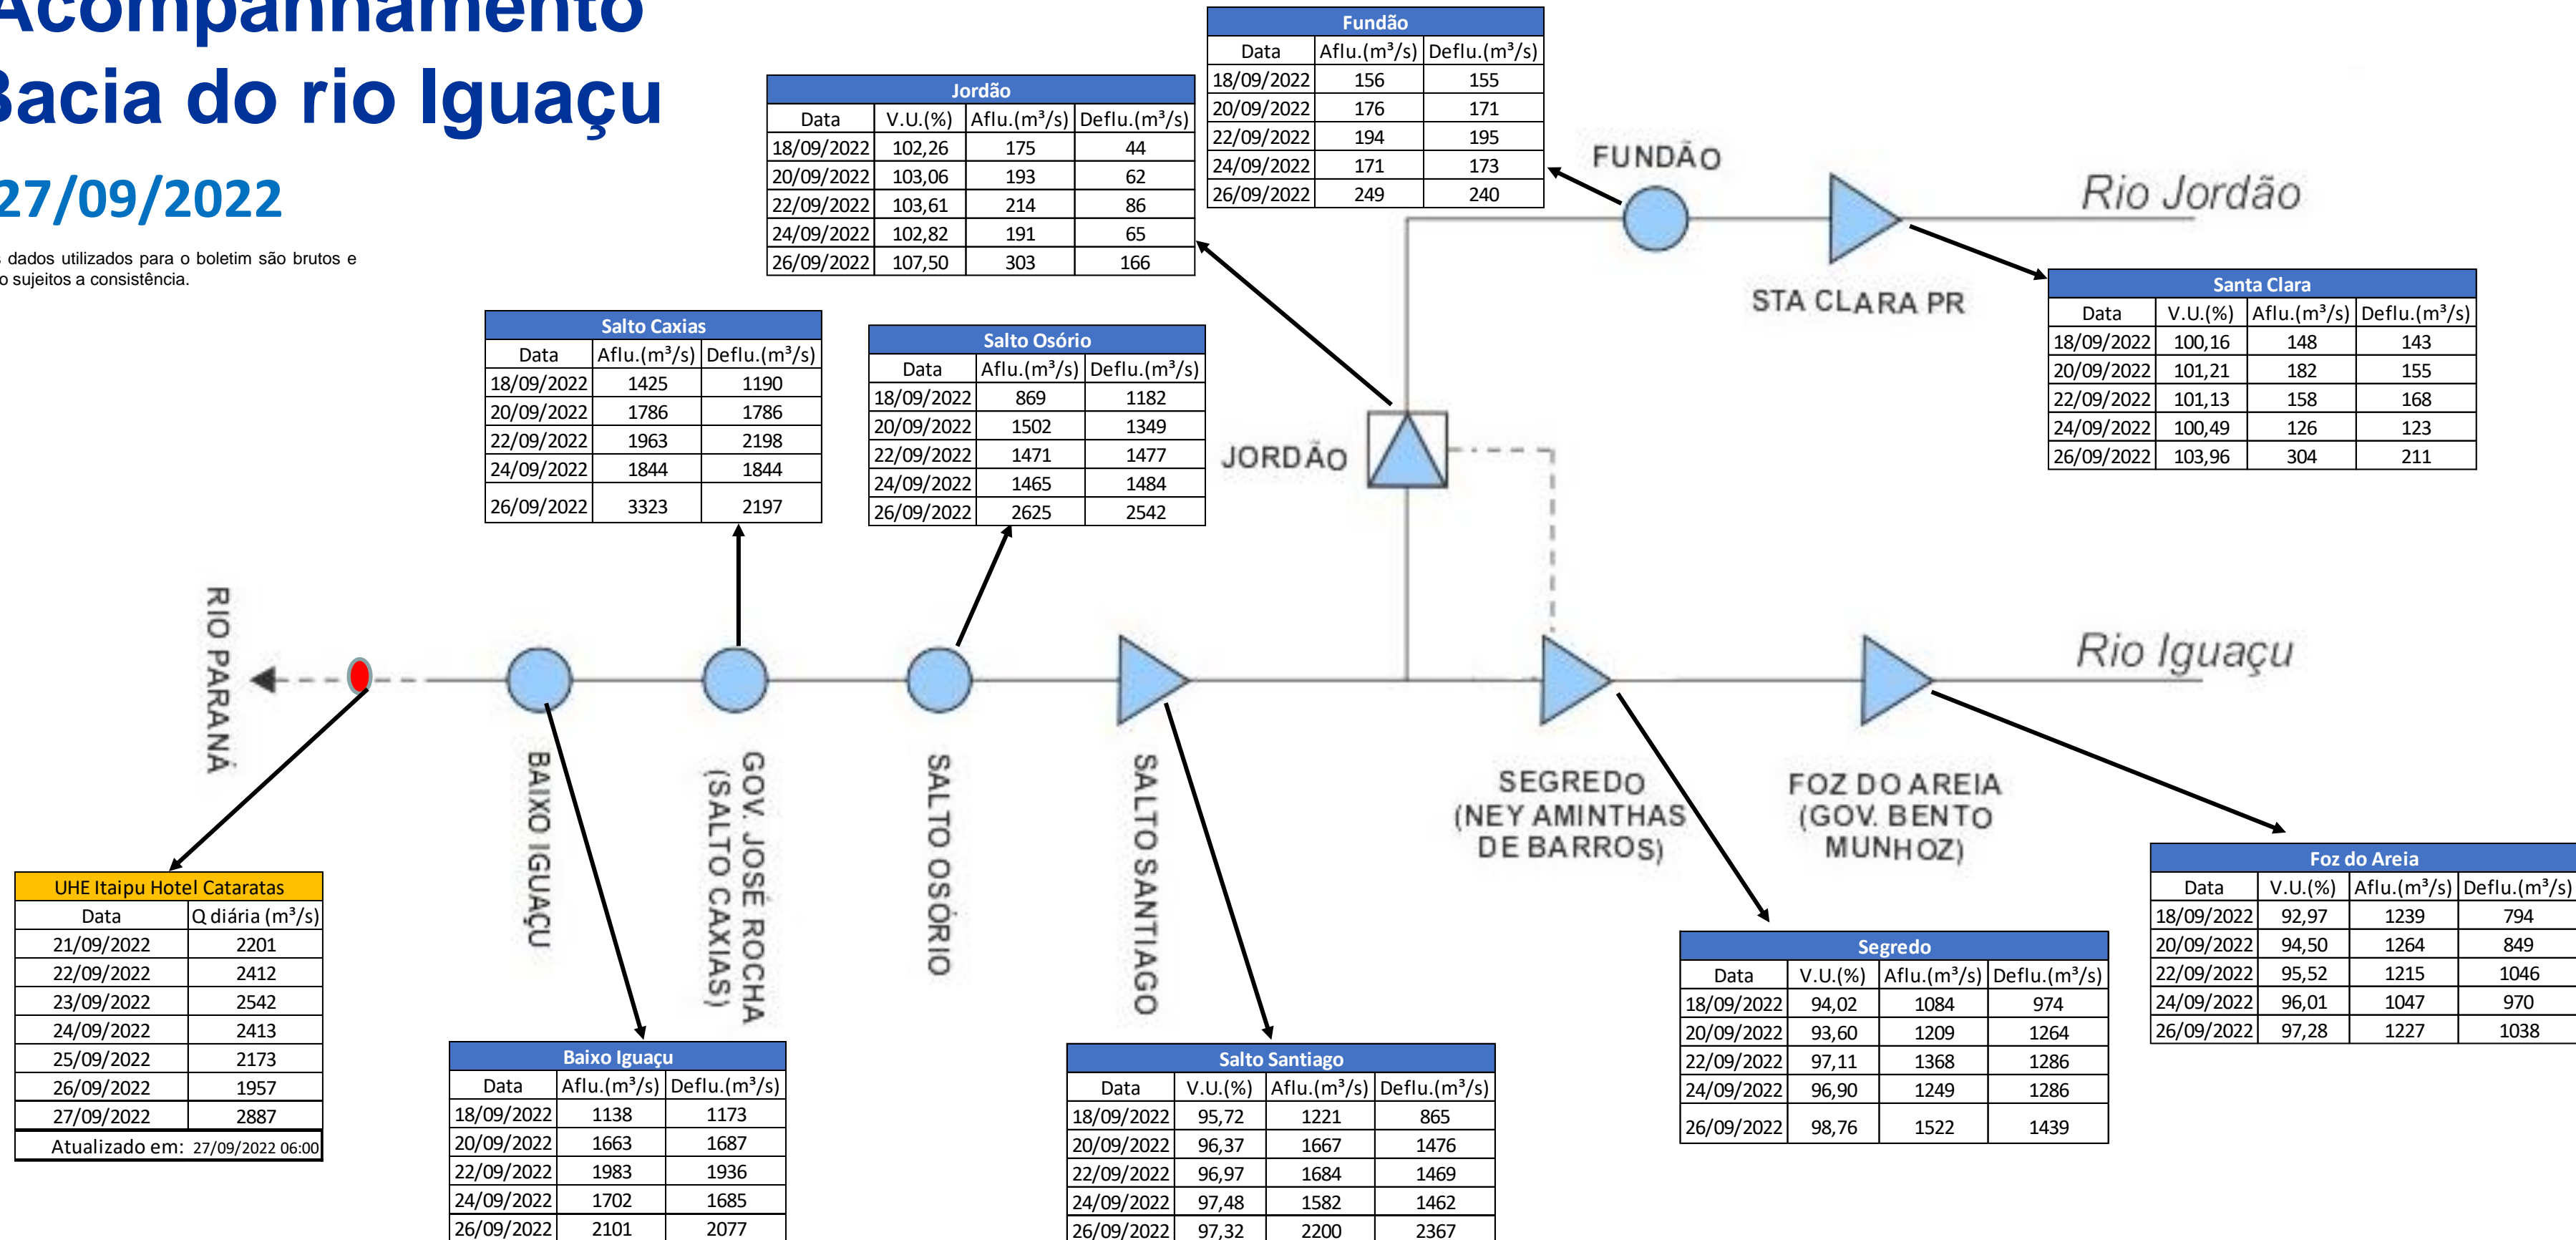 Acompanhamento
Bacia do rio Iguaçu
27/09/2022
s dados utilizados para o boletim são brutos e
o sujeitos a consistência.
Fundão
Data Aflu.(m³/s) Deflu.(m³/s)
18/09/2022 156 155
20/09/2022 176 171
22/09/2022 194 195
24/09/2022 171 173
26/09/2022 249 240
Jordão
Data V.U.(%) Aflu.(m³/s) Deflu.(m³/s)
18/09/2022 102,26 175 44
20/09/2022 103,06 193 62
22/09/2022 103,61 214 86
24/09/2022 102,82 191 65
26/09/2022 107,50 303 166
FUNDÃO
Rio Jordão
STA CLARA PR
Santa Clara
Data V.U.(%) Aflu.(m³/s) Deflu.(m³/s)
18/09/2022 100,16 148 143
20/09/2022 101,21 182 155
22/09/2022 101,13 158 168
24/09/2022 100,49 126 123
26/09/2022 103,96 304 211
Salto Caxias
Data Aflu.(m³/s) Deflu.(m³/s)
18/09/2022 1425 1190
20/09/2022 1786 1786
22/09/2022 1963 2198
24/09/2022 1844 1844
26/09/2022 3323 2197
Salto Osório
Data Aflu.(m³/s) Deflu.(m³/s)
18/09/2022 869 1182
20/09/2022 1502 1349
22/09/2022 1471 1477
24/09/2022 1465 1484
26/09/2022 2625 2542
JORDÃO
RIO PARANÁ
Rio Iguaçu
BAIXO IGUAÇU
GOV. JOSÉ ROCHA
(SALTO CAXIAS)
SALTO OSÓRIO
SALTO SANTIAGO
SEGREDO
(NEY AMINTHAS
DE BARROS)
FOZ DO AREIA
(GOV. BENTO
MUNHOZ)
UHE Itaipu Hotel Cataratas
Data Q diária (m³/s)
21/09/2022 2201
22/09/2022 2412
23/09/2022 2542
24/09/2022 2413
25/09/2022 2173
26/09/2022 1957
27/09/2022 2887
Atualizado em: 27/09/2022 06:00
Baixo Iguaçu
Data Aflu.(m³/s) Deflu.(m³/s)
18/09/2022 1138 1173
20/09/2022 1663 1687
22/09/2022 1983 1936
24/09/2022 1702 1685
26/09/2022 2101 2077
Salto Santiago
Data V.U.(%) Aflu.(m³/s) Deflu.(m³/s)
18/09/2022 95,72 1221 865
20/09/2022 96,37 1667 1476
22/09/2022 96,97 1684 1469
24/09/2022 97,48 1582 1462
26/09/2022 97,32 2200 2367
Segredo
Data V.U.(%) Aflu.(m³/s) Deflu.(m³/s)
18/09/2022 94,02 1084 974
20/09/2022 93,60 1209 1264
22/09/2022 97,11 1368 1286
24/09/2022 96,90 1249 1286
26/09/2022 98,76 1522 1439
Foz do Areia
Data V.U.(%) Aflu.(m³/s) Deflu.(m³/s)
18/09/2022 92,97 1239 794
20/09/2022 94,50 1264 849
22/09/2022 95,52 1215 1046
24/09/2022 96,01 1047 970
26/09/2022 97,28 1227 1038